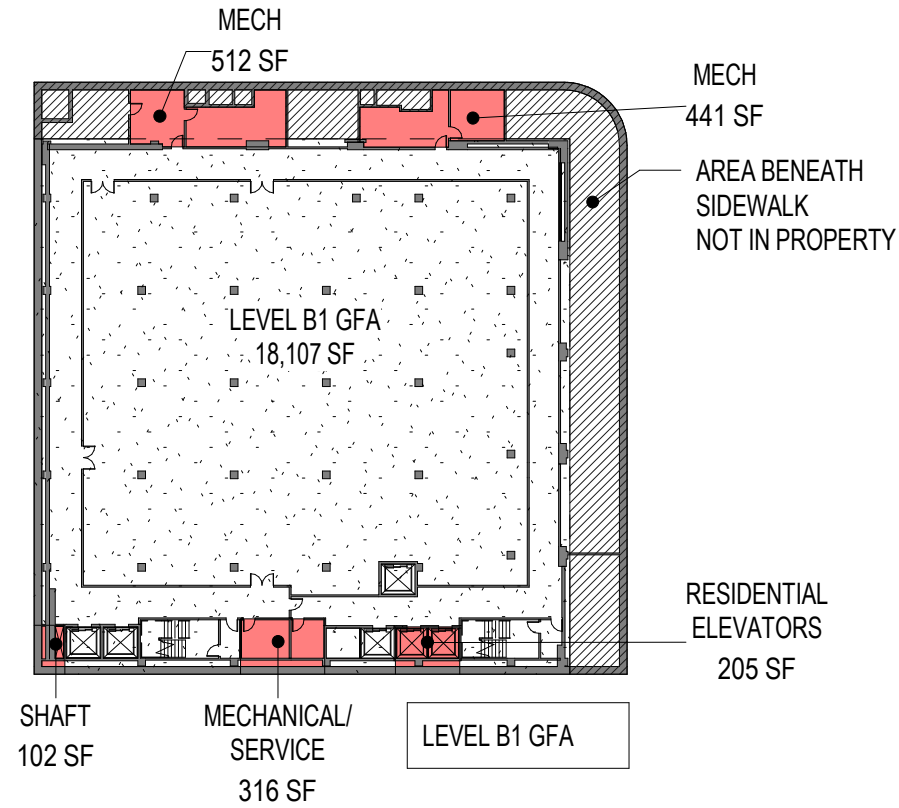 MECH
512 SF
MECH
441 SF
AREA BENEATH
SIDEWALK
NOT IN PROPERTY
LEVEL B1 GFA
18,107 SF
RESIDENTIAL
ELEVATORS
205 SF
SHAFT
102 SF
MECHANICAL/
SERVICE
316 SF
LEVEL B1 GFA